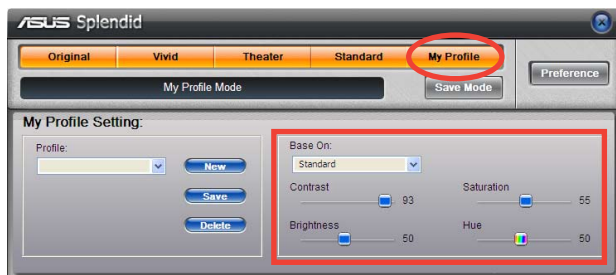 ASUS Splendid
Original Vivid Theater Standard My Profile
Preference
My Profile Mode Save Mode
My Profile Setting:
Profile:
New
Save
Delete
Base On:
Standard
Contrast 93
Saturation 55
Brightness 50
Hue 50